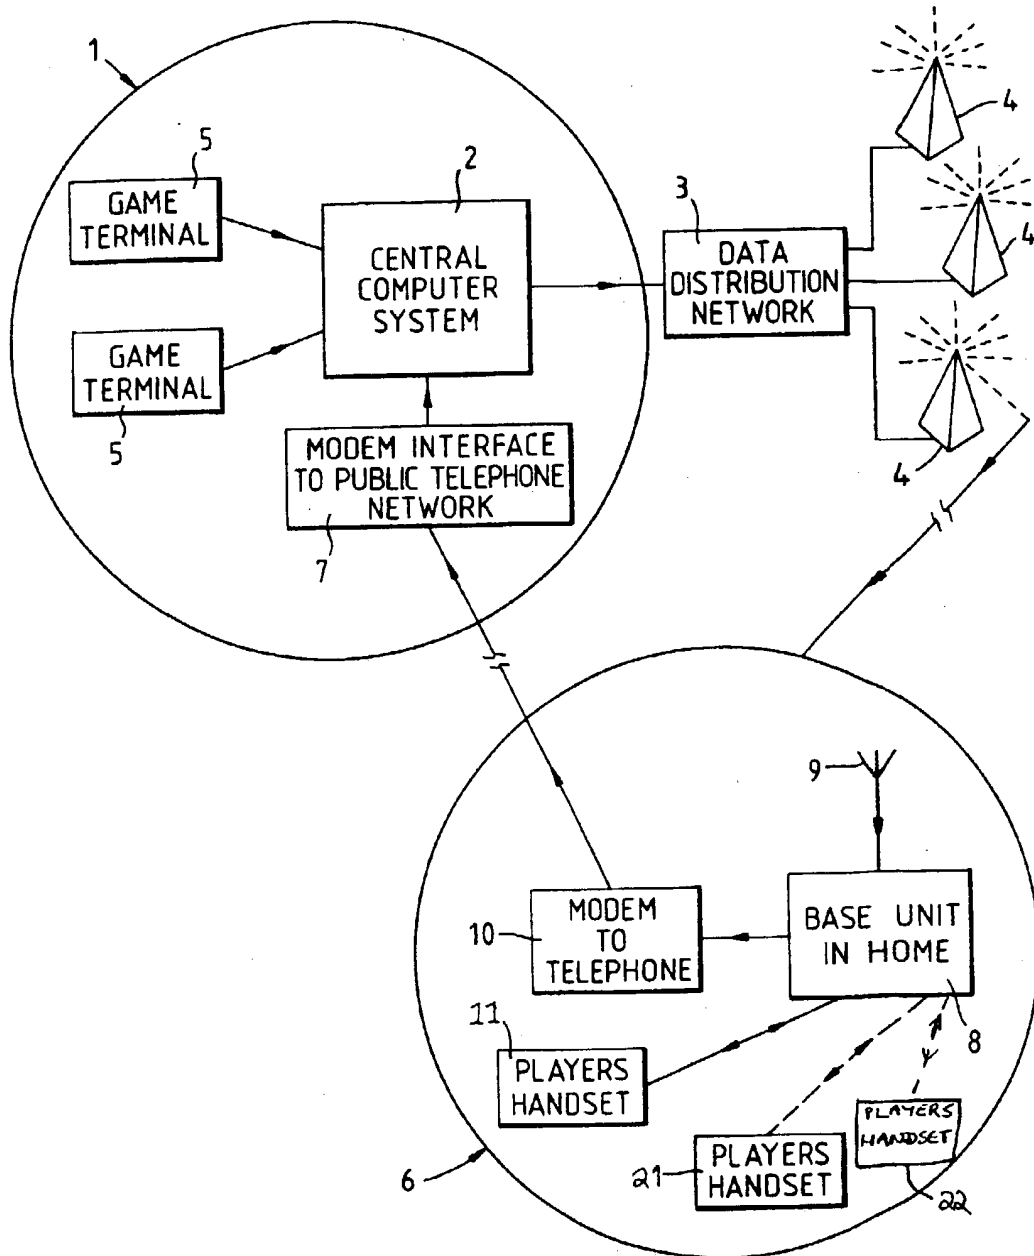 1
5
GAME
TERMINAL
2
CENTRAL
COMPUTER
SYSTEM
3
DATA
DISTRIBUTION
NETWORK
4
4
4
GAME
TERMINAL
5
MODEM INTERFACE
TO PUBLIC TELEPHONE
NETWORK
7
9
10
MODEM
TO
TELEPHONE
BASE UNIT
IN HOME
8
11
PLAYERS
HANDSET
21
PLAYERS
HANDSET
PLAYERS
HANDSET
22
6